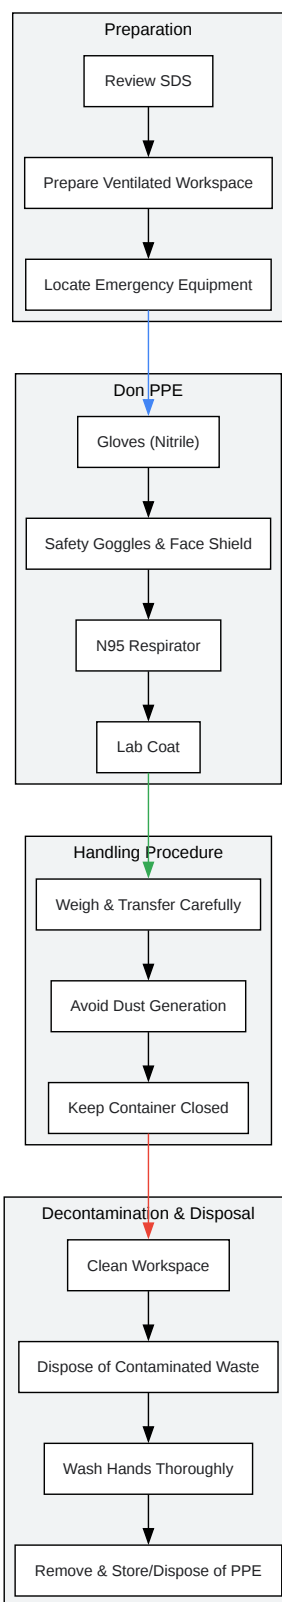 Preparation
Review SDS
Prepare Ventilated Workspace
Locate Emergency Equipment
Don PPE
Gloves (Nitrile)
Safety Goggles & Face Shield
N95 Respirator
Lab Coat
Handling Procedure
Weigh & Transfer Carefully
Avoid Dust Generation
Keep Container Closed
Decontamination & Disposal
Clean Workspace
Dispose of Contaminated Waste
Wash Hands Thoroughly
Remove & Store/Dispose of PPE